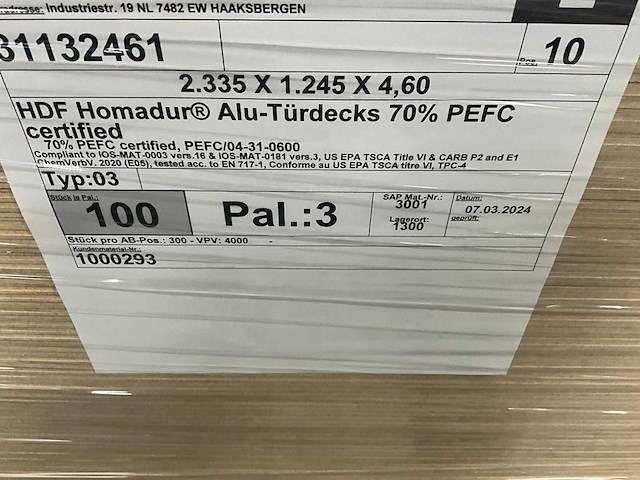 Industriestr. 19 NL 7482 EW HAAKSBERGEN
31132461
Pos. 10
2.335 X 1.245 X 4,60
HDF Homadur® Alu-Türdecks 70% PEFC
certified
70% PEFC certified, PEFC/04-31-0600
Compliant to IOS-MAT-0003 vers.16 & IOS-MAT-0181 vers.3, US EPA TSCA Title VI & CARB P2 and E1
ChemVerbV. 2020 (E05), tested acc. to EN 717-1, Conforme au US EPA TSCA titre VI, TPC-4
Typ:03
Stück je Pal.:
100
Pal.:3
SAP Mat.-Nr.:
3001
Lagerort:
1300
Datum:
07.03.2024
geprüft:
Stück pro AB-Pos.: 300 - VPV: 4000 -
Kundenmaterial-Nr.:
1000293